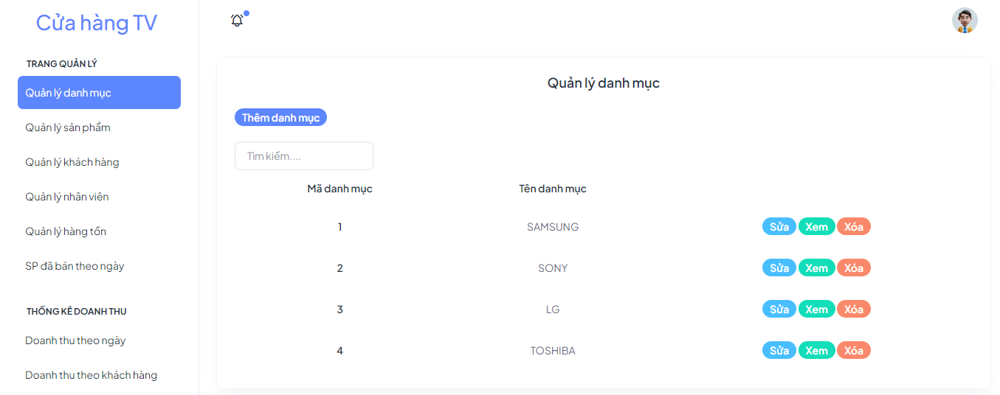 Cửa hàng TV
TRANG QUẢN LÝ
Quản lý danh mục
Quản lý sản phẩm
Quản lý khách hàng
Quản lý nhân viên
Quản lý hàng tồn
SP đã bán theo ngày
THỐNG KÊ DOANH THU
Doanh thu theo ngày
Doanh thu theo khách hàng
Quản lý danh mục
Thêm danh mục
Tìm kiếm....
Mã danh mục Tên danh mục
1 SAMSUNG Sửa Xem Xóa
2 SONY Sửa Xem Xóa
3 LG Sửa Xem Xóa
4 TOSHIBA Sửa Xem Xóa